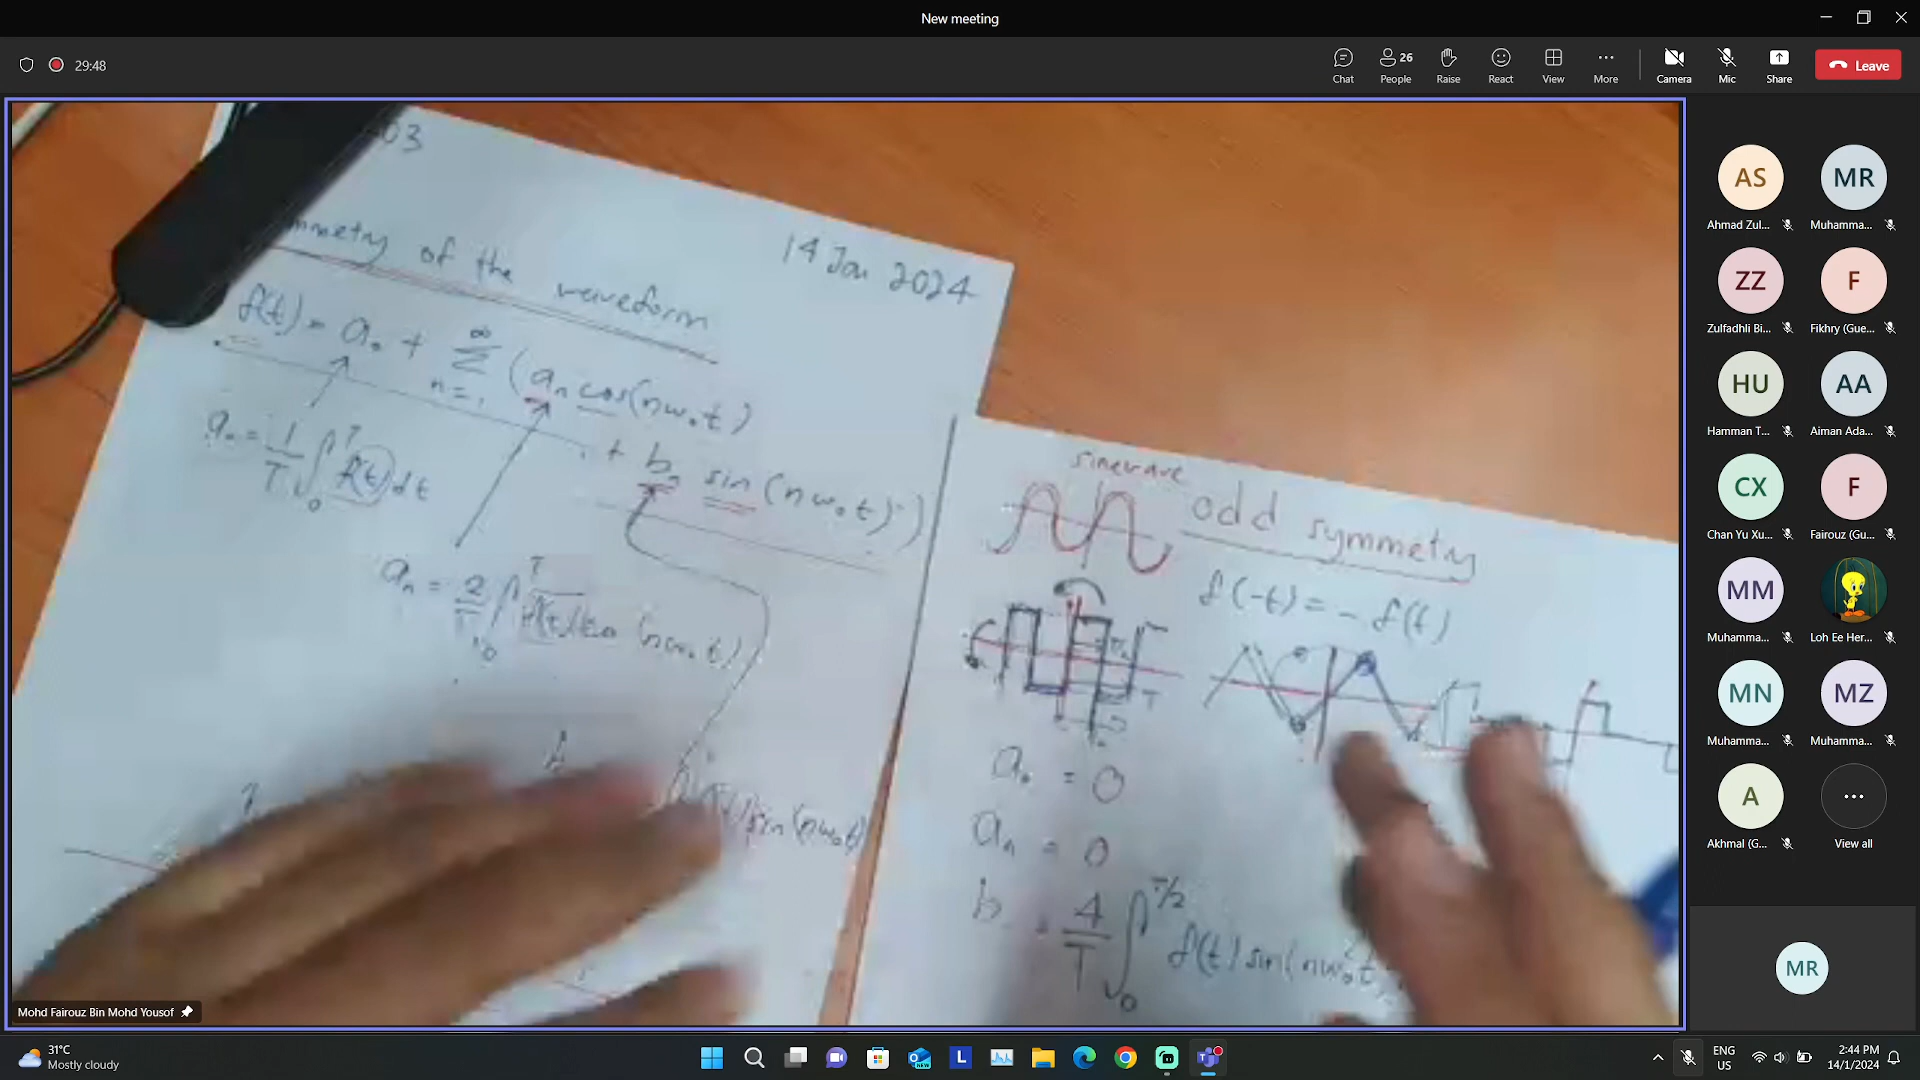 New meeting
29:48
Chat
People 26
Raise
React
View
More
Camera
Mic
Share
Leave
03
14 Jan 2024
mmetry of the waveform
f(t) = a₀ + ∞ Σ n=1 (aₙ cos(nω₀t)
+ bₙ sin(nω₀t))
a₀ = 1/T ∫₀ᵀ f(t) dt
aₙ = 2/T ∫₀ᵀ f(t) cos(nω₀t)
b
sin(nω₀t)
sinewave
odd symmetry
f(-t) = - f(t)
T
a₀ = 0
aₙ = 0
b = 4/T ∫₀ T/2 f(t) sin(nω₀t)
Mohd Fairouz Bin Mohd Yousof
AS
MR
Ahmad Zul...
Muhamma...
ZZ
F
Zulfadhli Bi...
Fikhry (Gue...
HU
AA
Hamman T...
Aiman Ada...
CX
F
Chan Yu Xu...
Fairouz (Gu...
MM
Muhamma...
Loh Ee Her...
MN
MZ
Muhamma...
Muhamma...
A
Akhmal (G...
View all
MR
31°C
Mostly cloudy
NEW
L
ENG
US
2:44 PM
14/1/2024